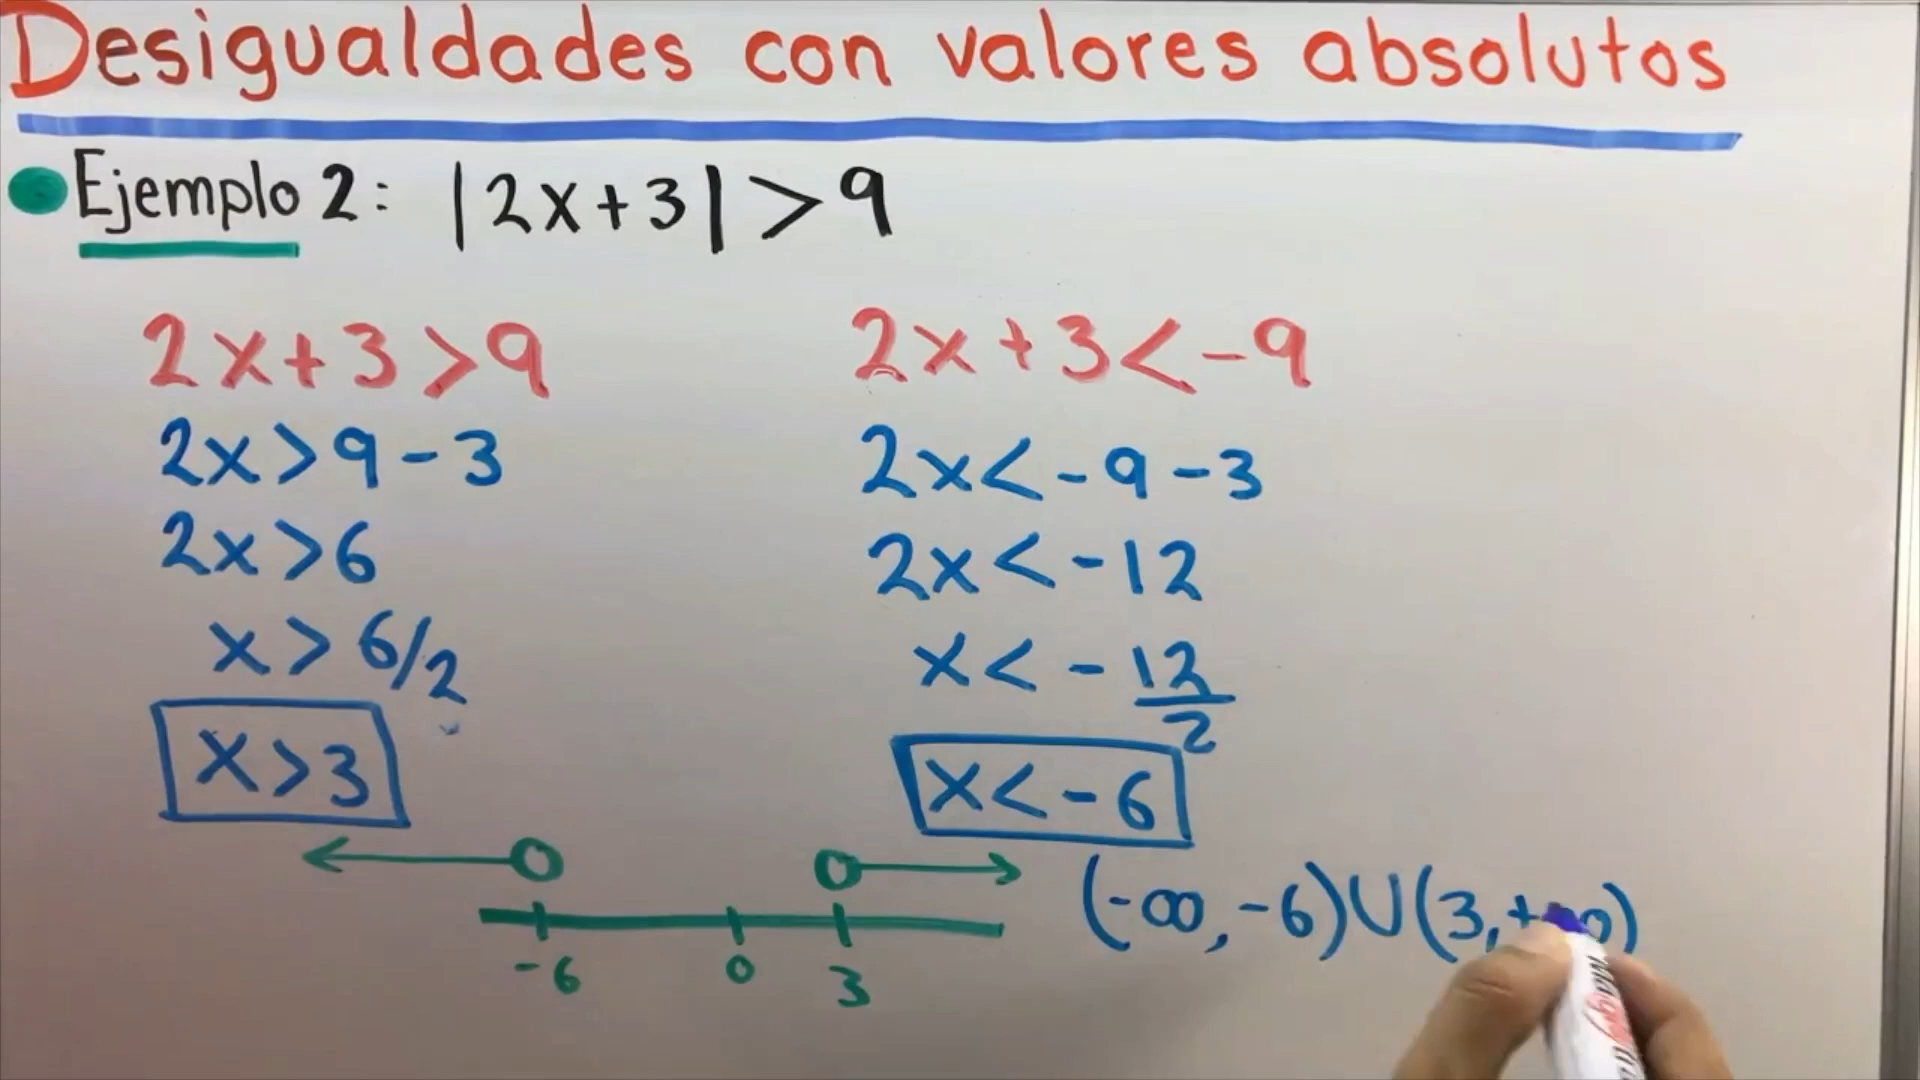 Desigualdades con valores absolutos
Ejemplo 2: |2x+3|>9
2x+3>9
2x>9-3
2x>6
x>6/2
x>3
2x+3<-9
2x<-9-3
2x<-12
x<-12/2
x<-6
-6 0 3
(-∞,-6)U(3,+∞)